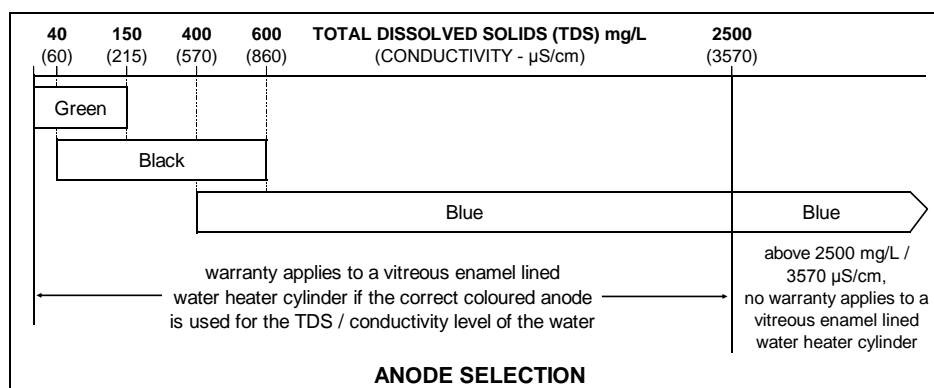 40 150 400 600 TOTAL DISSOLVED SOLIDS (TDS) mg/L 2500
(60) (215) (570) (860) (CONDUCTIVITY - µS/cm) (3570)
Green
Black
Blue Blue
warranty applies to a vitreous enamel lined
water heater cylinder if the correct coloured anode
is used for the TDS / conductivity level of the water
above 2500 mg/L /
3570 µS/cm,
no warranty applies to a
vitreous enamel lined
water heater cylinder
ANODE SELECTION